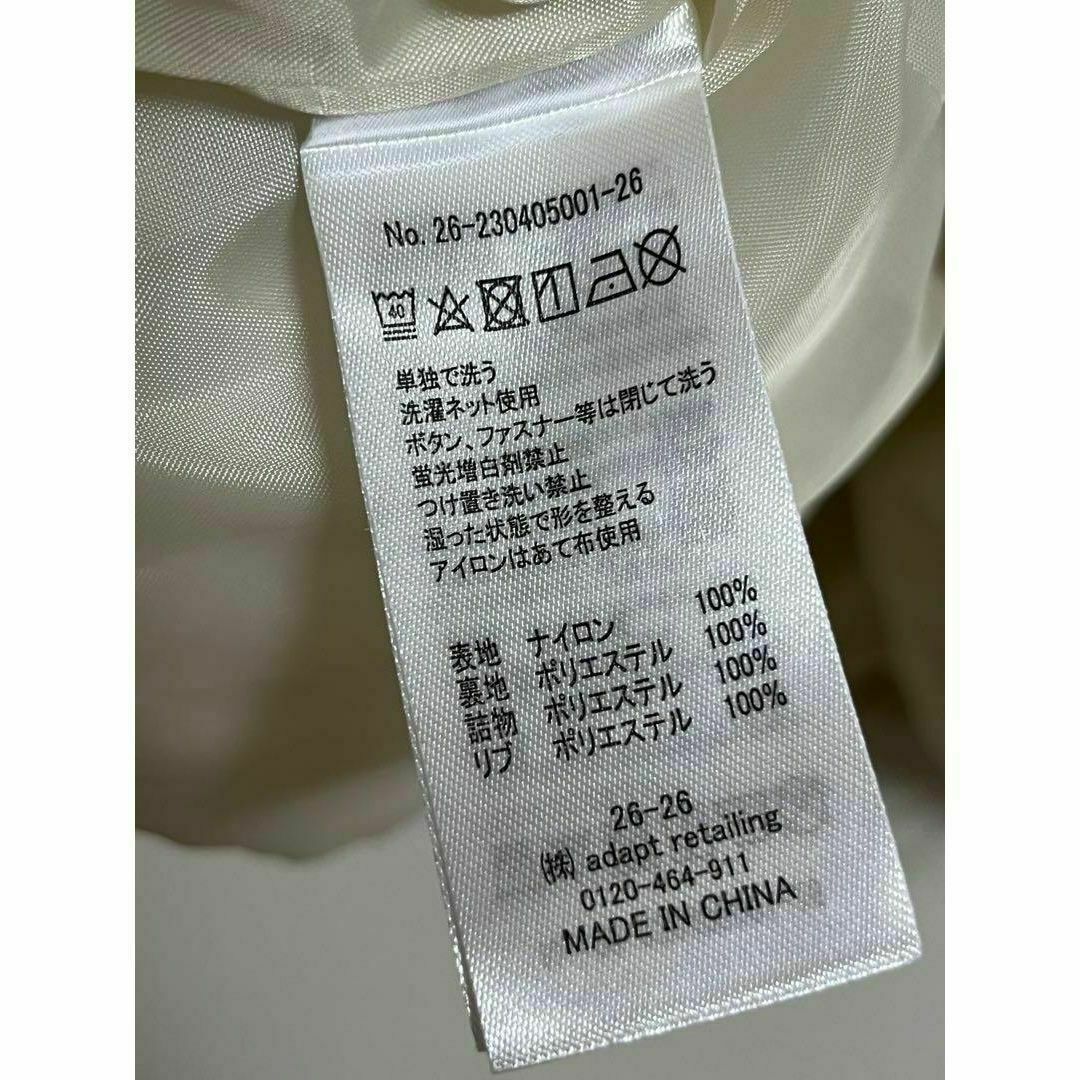 No. 26-230405001-26
40
単独で洗う
洗濯ネット使用
ボタン、ファスナー等は閉じて洗う
蛍光増白剤禁止
つけ置き洗い禁止
湿った状態で形を整える
アイロンはあて布使用
表地 ナイロン 100%
裏地 ポリエステル 100%
詰物 ポリエステル 100%
リブ ポリエステル 100%
26-26
(株) adapt retailing
0120-464-911
MADE IN CHINA